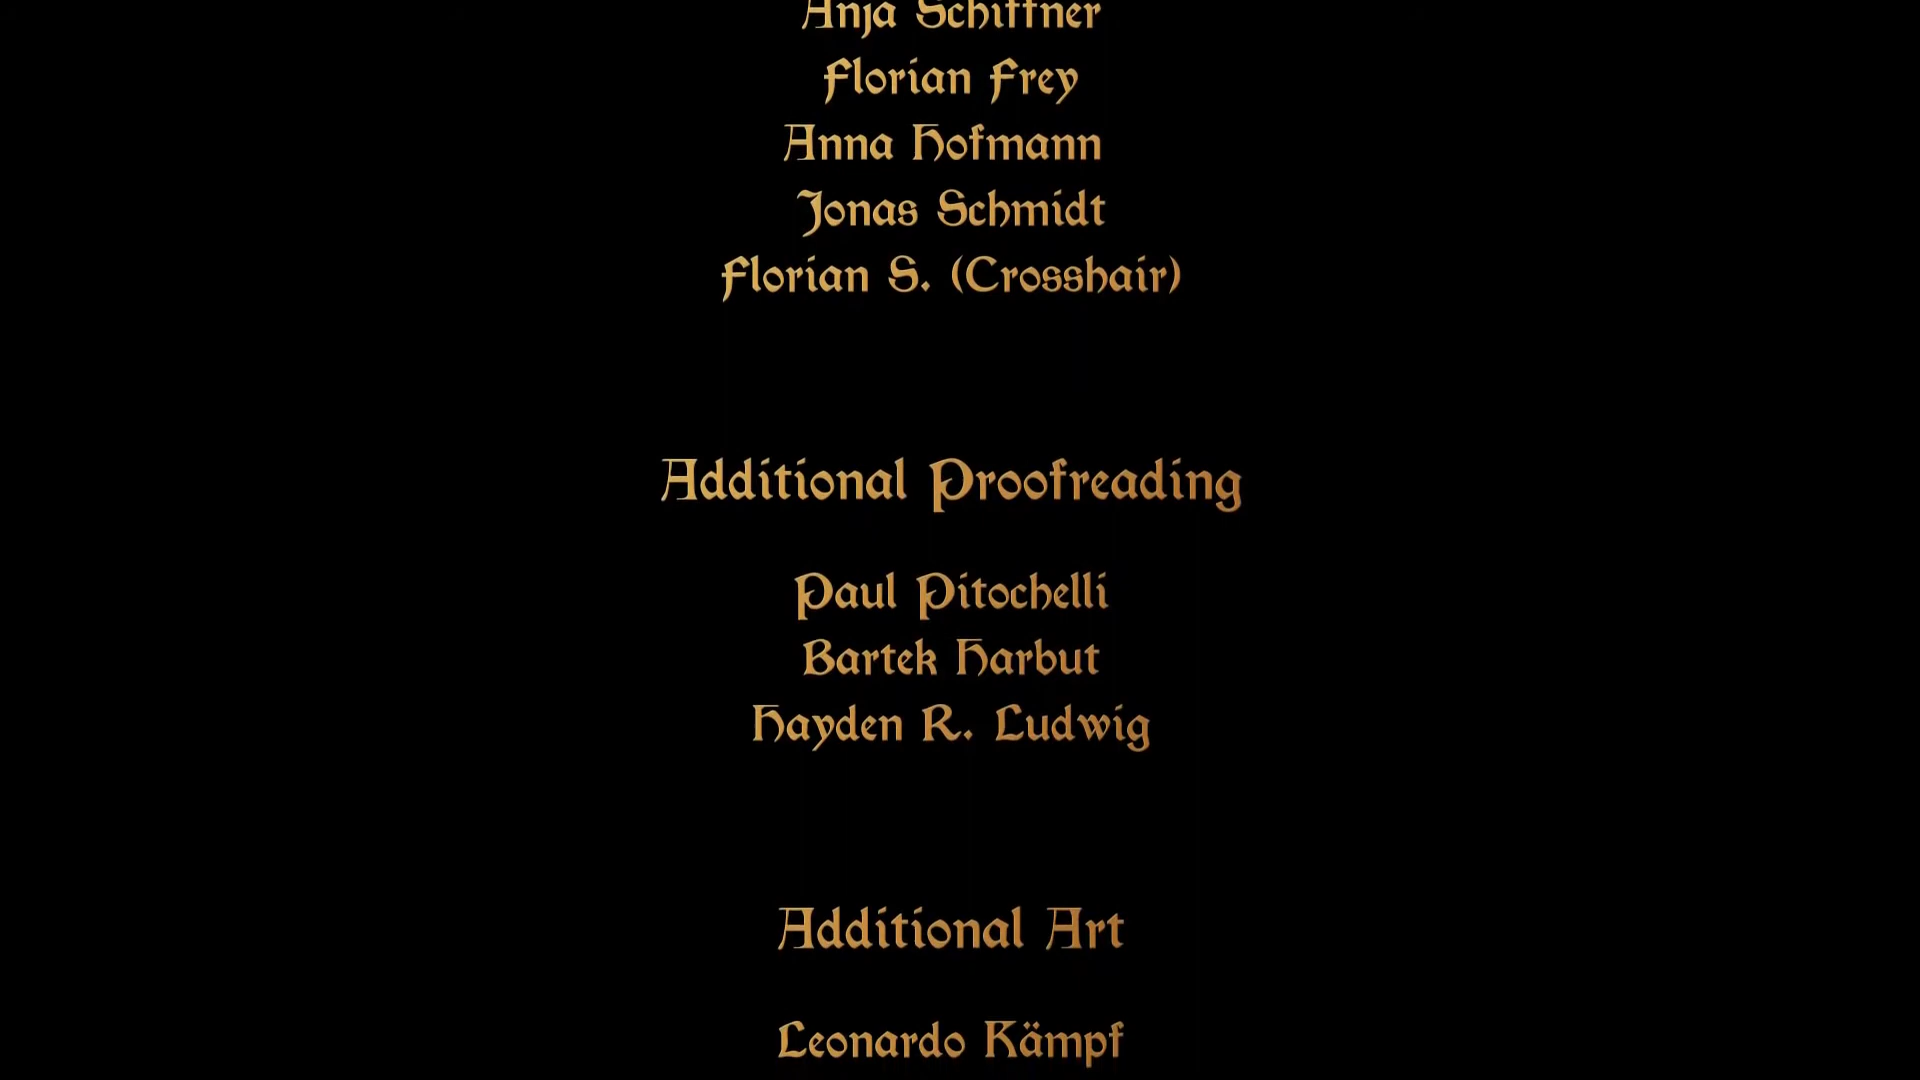 Anja Schiffner
Florian Frey
Anna Hofmann
Jonas Schmidt
Florian S. (Crosshair)
Additional Proofreading
Paul Pitochelli
Bartek Harbut
Hayden R. Ludwig
Additional Art
Leonardo Kämpf